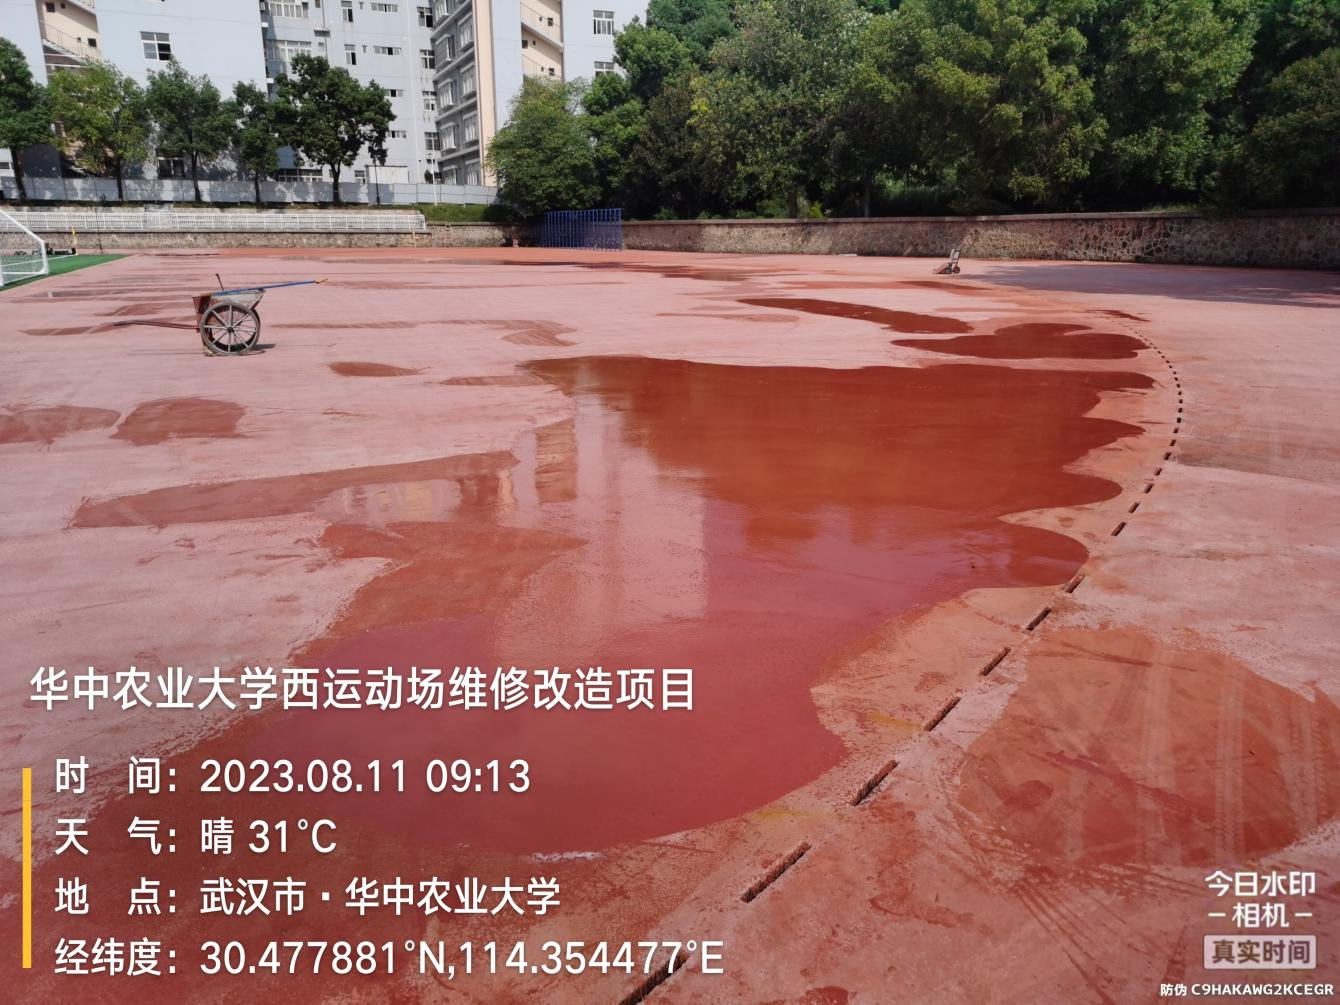 华中农业大学西运动场维修改造项目
时 间：2023.08.11 09:13
天 气：晴 31°C
地 点：武汉市·华中农业大学
经纬度：30.477881°N,114.354477°E
今日水印
相机
真实时间
防伪 C9HAKAWG2KCEGR